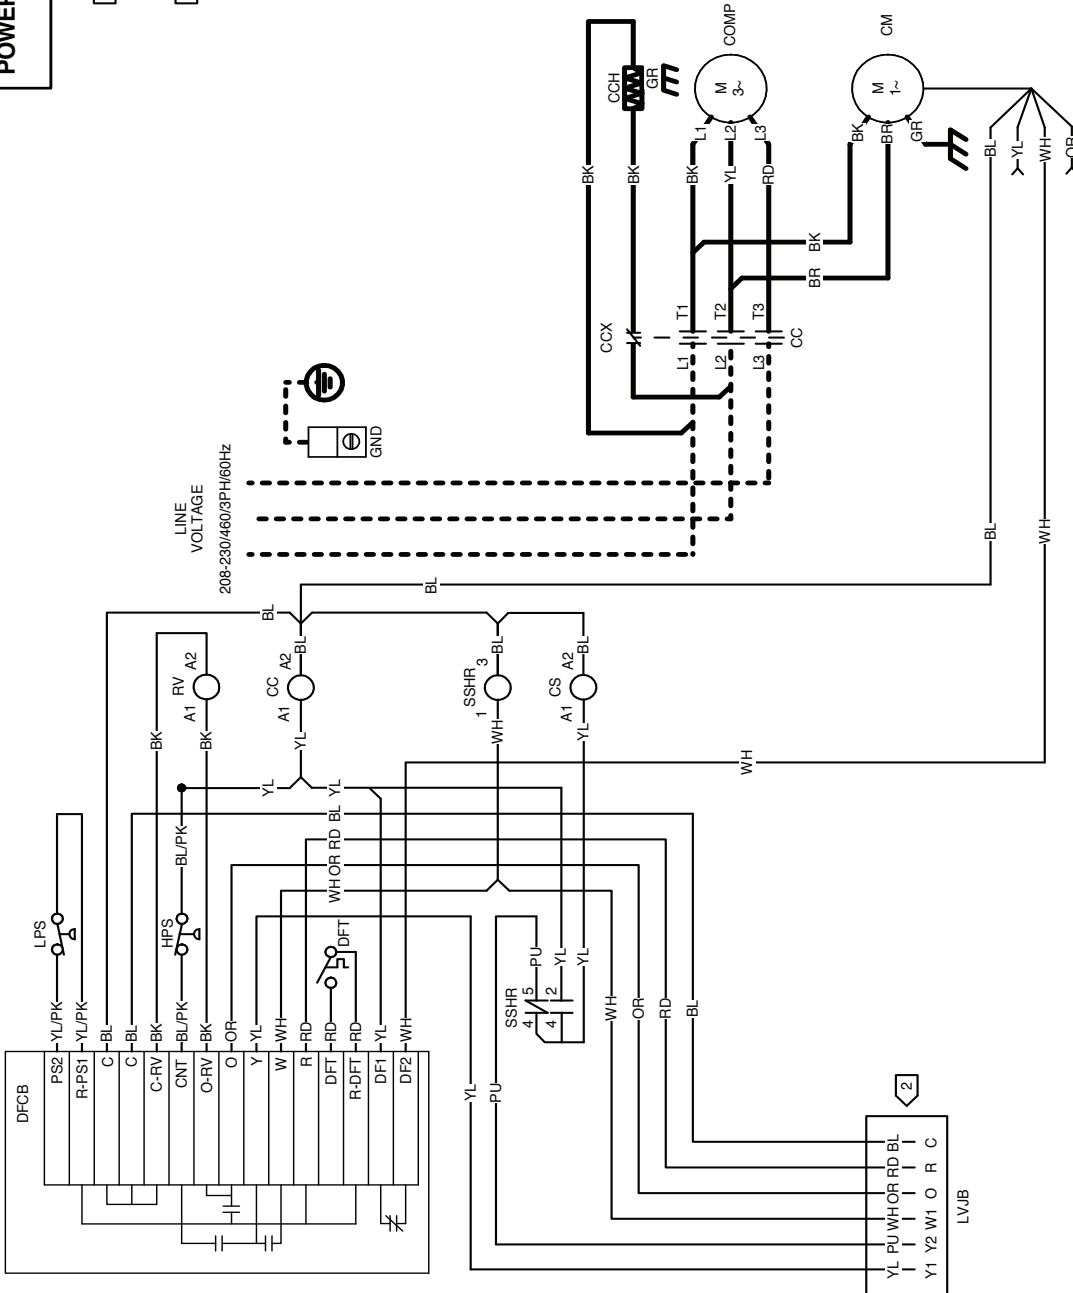 POWER
COMP
CM
CCH
GR
M
3~
M
1~
L1
L2
L3
BK
BR
GR
BK
BK
BK
YL
RD
BL
YL
WH
OR
BK
BR
CCX
T1
T2
T3
L1
L2
L3
CC
GND
LINE
VOLTAGE
208-230/460/3PH/60Hz
BL
WH
BL
BL
RV
A2
A1
CC
A2
A1
BL
SSHR
3
1
BL
CS
A2
A1
BL
BK
BK
YL
WH
YL
YL
YL
WH
BL/PK
BL
RD
OR
WH
LPS
HPS
DFT
PU
YL
YL
SSHR
5
2
4
4
YL/PK
YL/PK
BL
BL
BK
BL/PK
BK
OR
YL
WH
RD
RD
RD
YL
WH
WH
OR
RD
BL
DFCB
PS2
R-PS1
C
C
C-RV
CNT
O-RV
O
Y
W
R
DFT
R-DFT
DF1
DF2
YL
PU
2
YL
PU
WH
OR
RD
BL
Y1
Y2
W1
O
R
C
LVJB